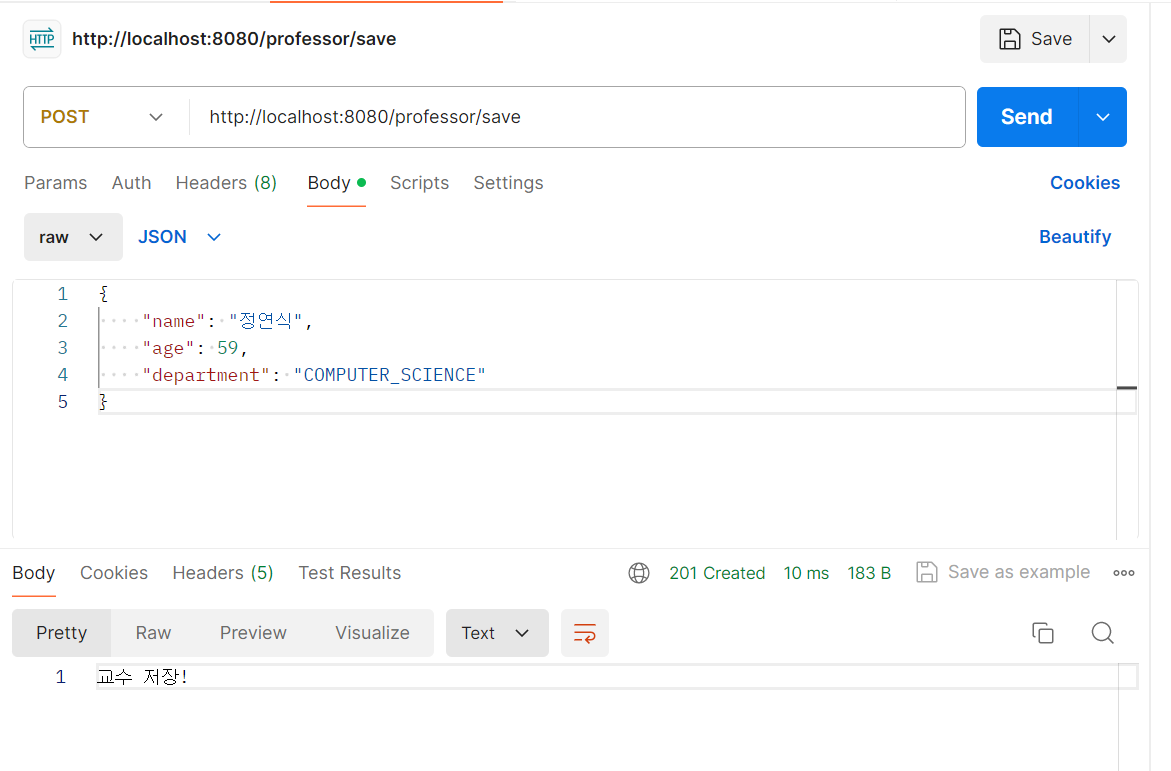 HTTP http://localhost:8080/professor/save Save
POST http://localhost:8080/professor/save Send
Params Auth Headers (8) Body Scripts Settings Cookies
raw JSON Beautify
1 {
2 "name": "정연식",
3 "age": 59,
4 "department": "COMPUTER_SCIENCE"
5 }
Body Cookies Headers (5) Test Results 201 Created 10 ms 183 B Save as example
Pretty Raw Preview Visualize Text
1 교수 저장!